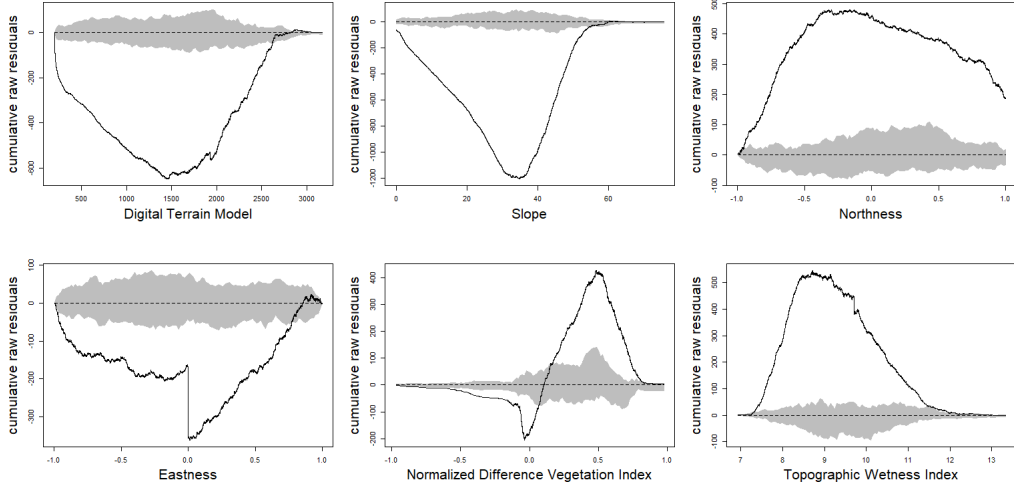 cumulative raw residuals
-600 -400 -200 0
500 1000 1500 2000 2500 3000
Digital Terrain Model
cumulative raw residuals
-1200 -1000 -800 -600 -400 -200 0
0 20 40 60
Slope
cumulative raw residuals
-100 0 100 200 300 400 500
-1.0 -0.5 0.0 0.5 1.0
Northness
cumulative raw residuals
-300 -200 -100 0 100
-1.0 -0.5 0.0 0.5 1.0
Eastness
cumulative raw residuals
-200 -100 0 100 200 300 400
-1.0 -0.5 0.0 0.5 1.0
Normalized Difference Vegetation Index
cumulative raw residuals
-100 0 100 200 300 400 500
7 8 9 10 11 12 13
Topographic Wetness Index